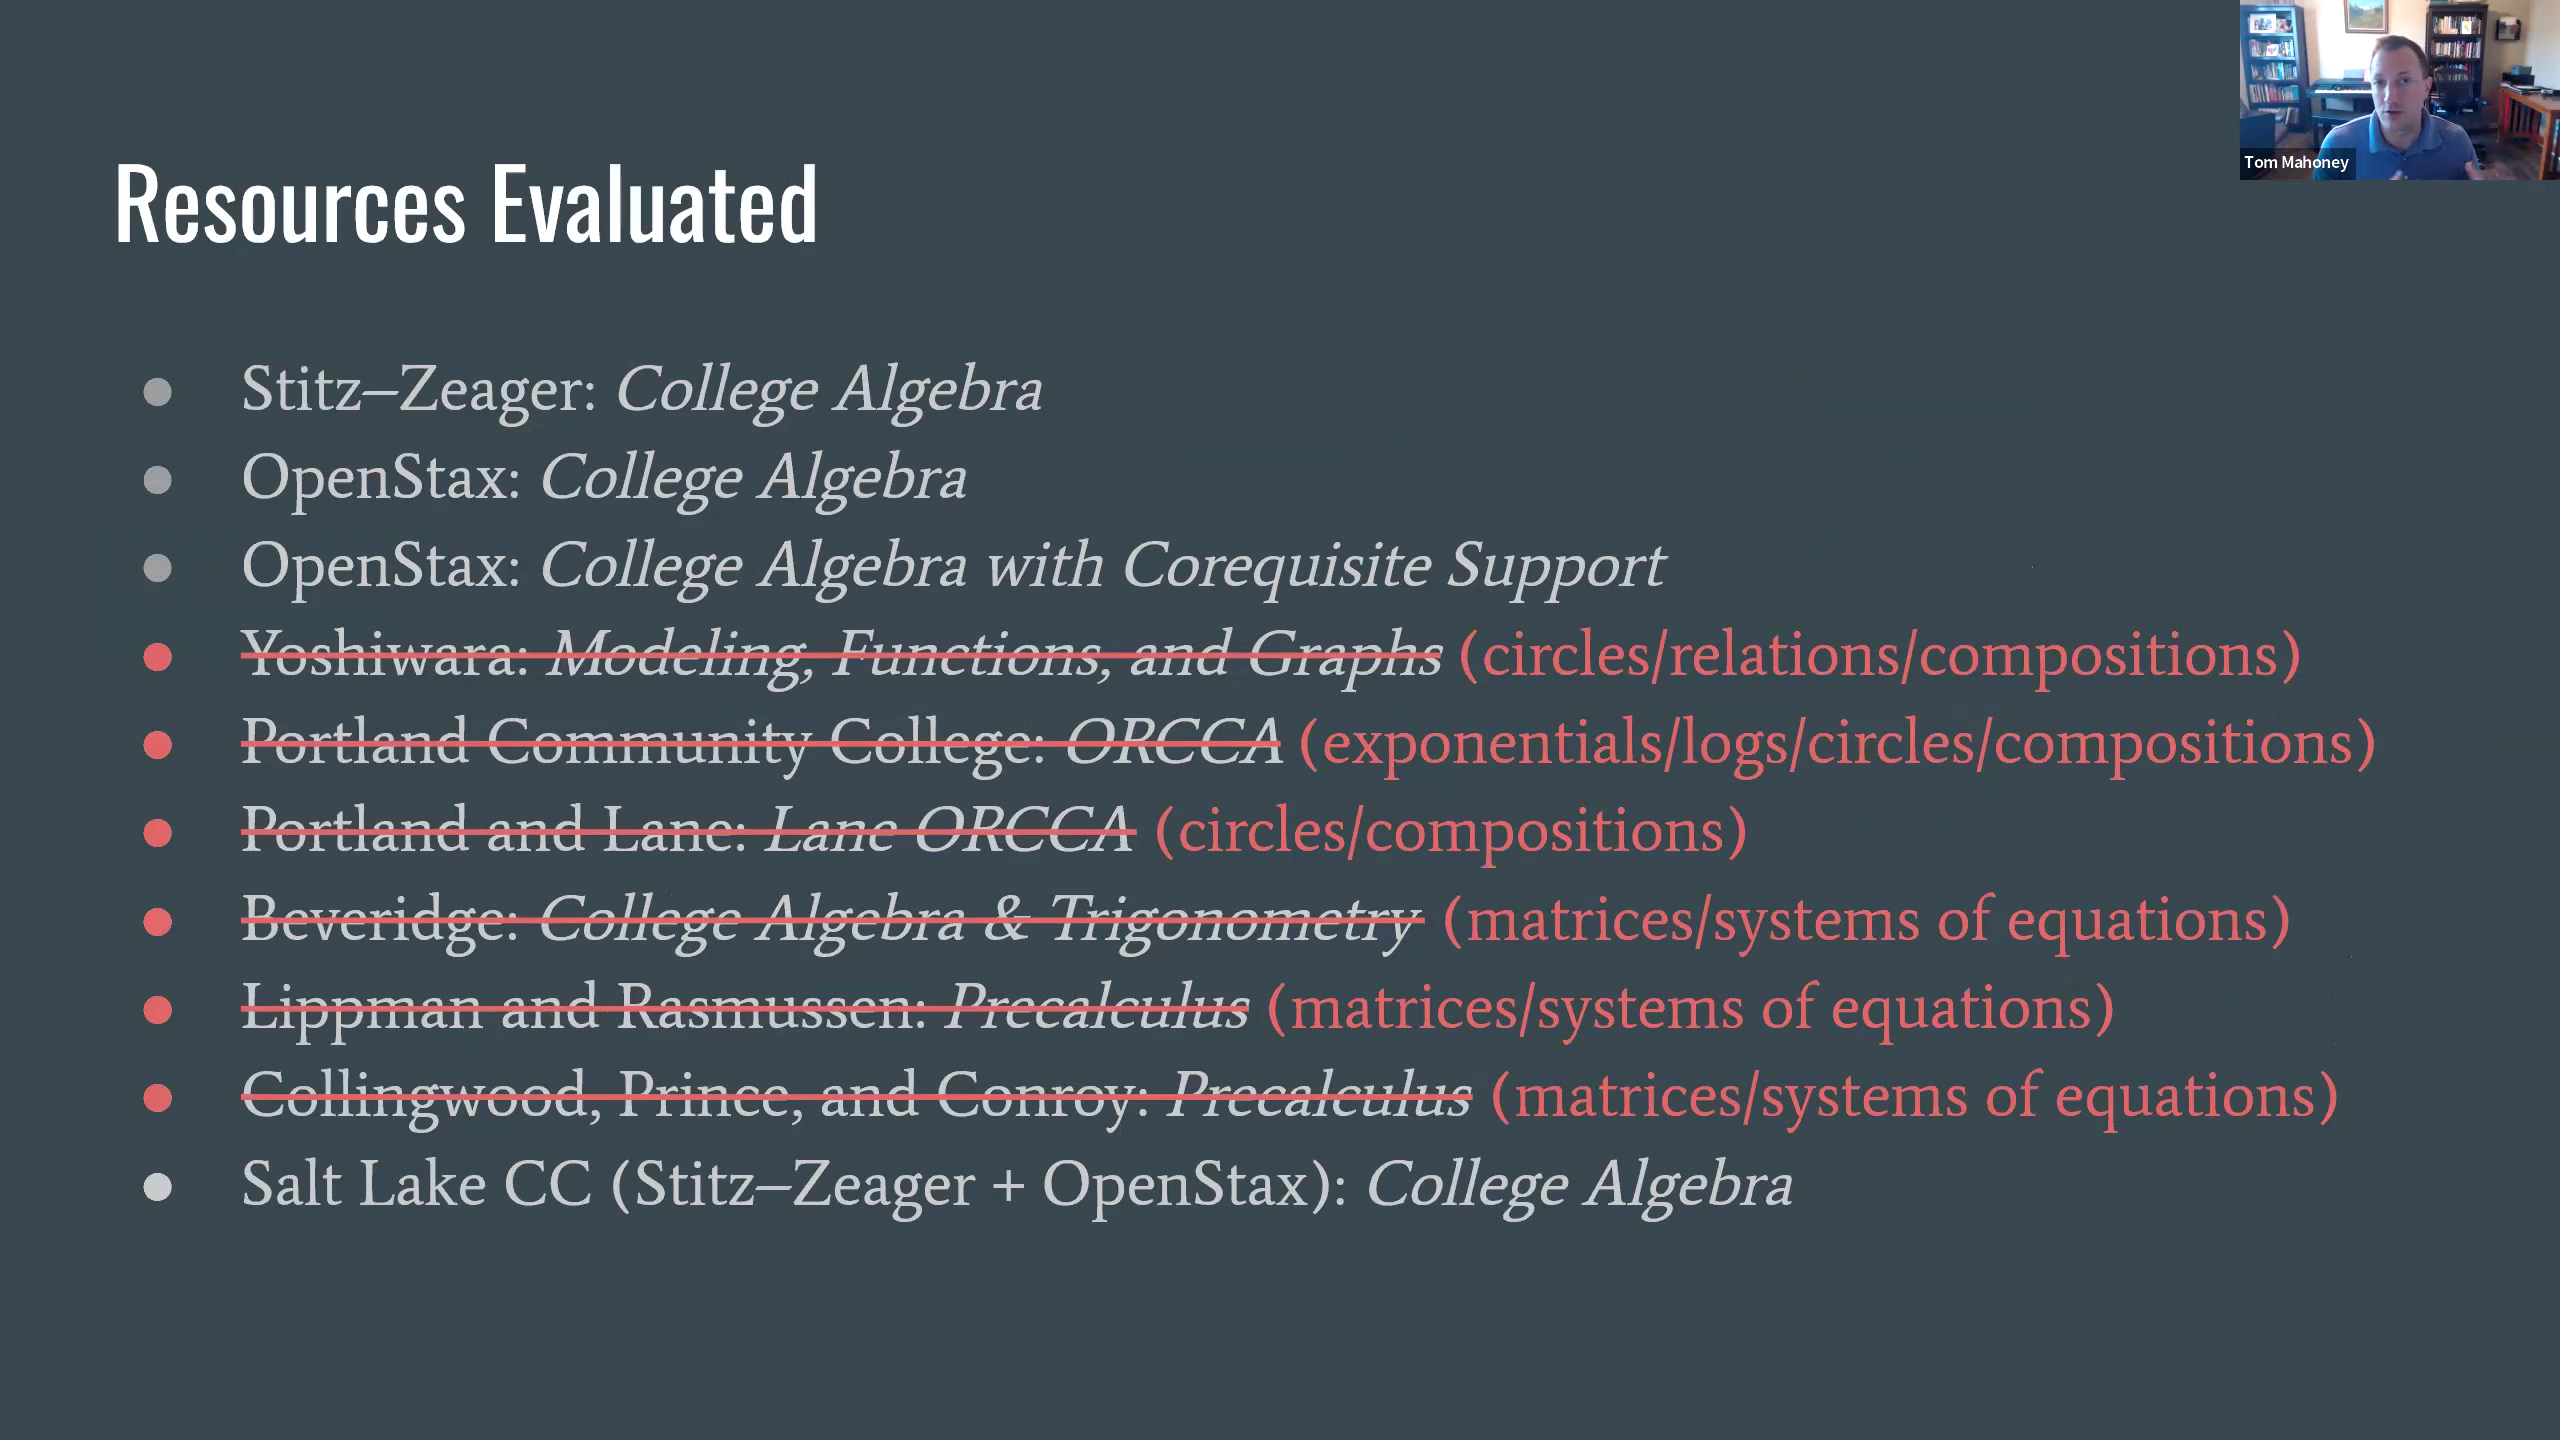 Tom Mahoney
Resources Evaluated
● Stitz–Zeager: College Algebra
● OpenStax: College Algebra
● OpenStax: College Algebra with Corequisite Support
● Yoshiwara: Modeling, Functions, and Graphs (circles/relations/compositions)
● Portland Community College: ORCCA (exponentials/logs/circles/compositions)
● Portland and Lane: Lane ORCCA (circles/compositions)
● Beveridge: College Algebra & Trigonometry (matrices/systems of equations)
● Lippman and Rasmussen: Precalculus (matrices/systems of equations)
● Collingwood, Prince, and Conroy: Precalculus (matrices/systems of equations)
● Salt Lake CC (Stitz–Zeager + OpenStax): College Algebra